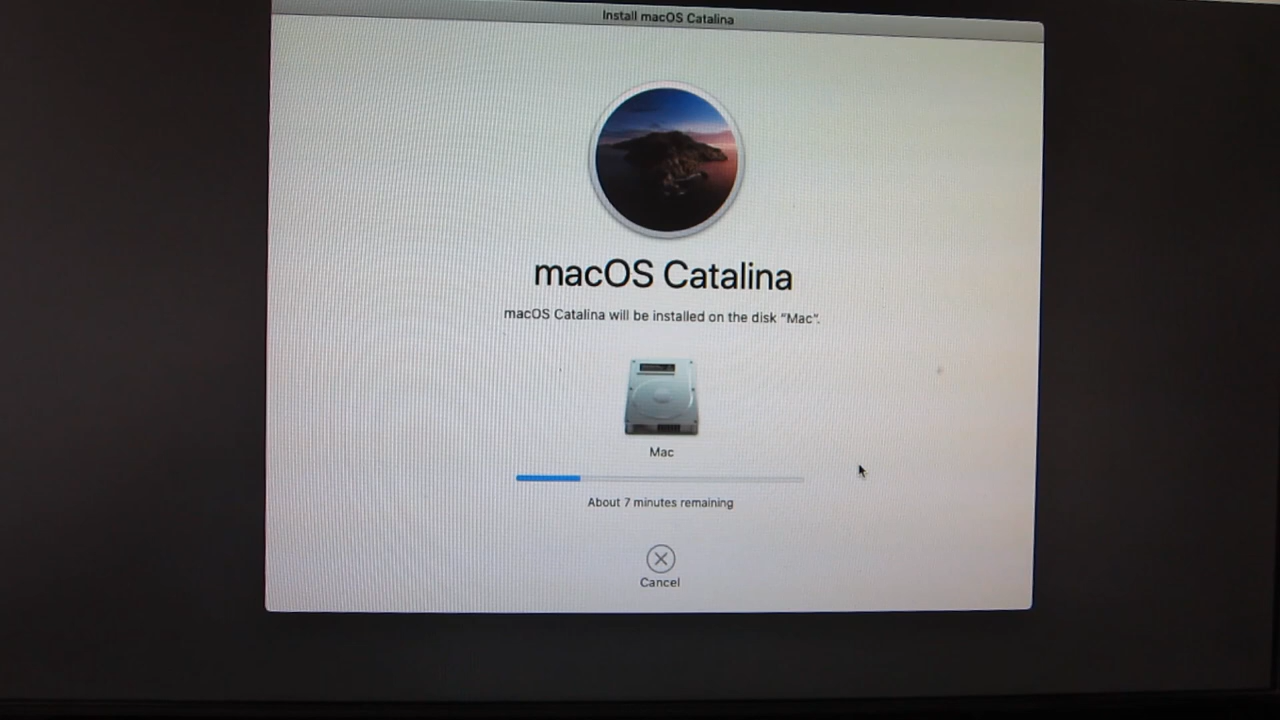 Install macOS Catalina
macOS Catalina
macOS Catalina will be installed on the disk “Mac”.
Mac
About 7 minutes remaining
Cancel